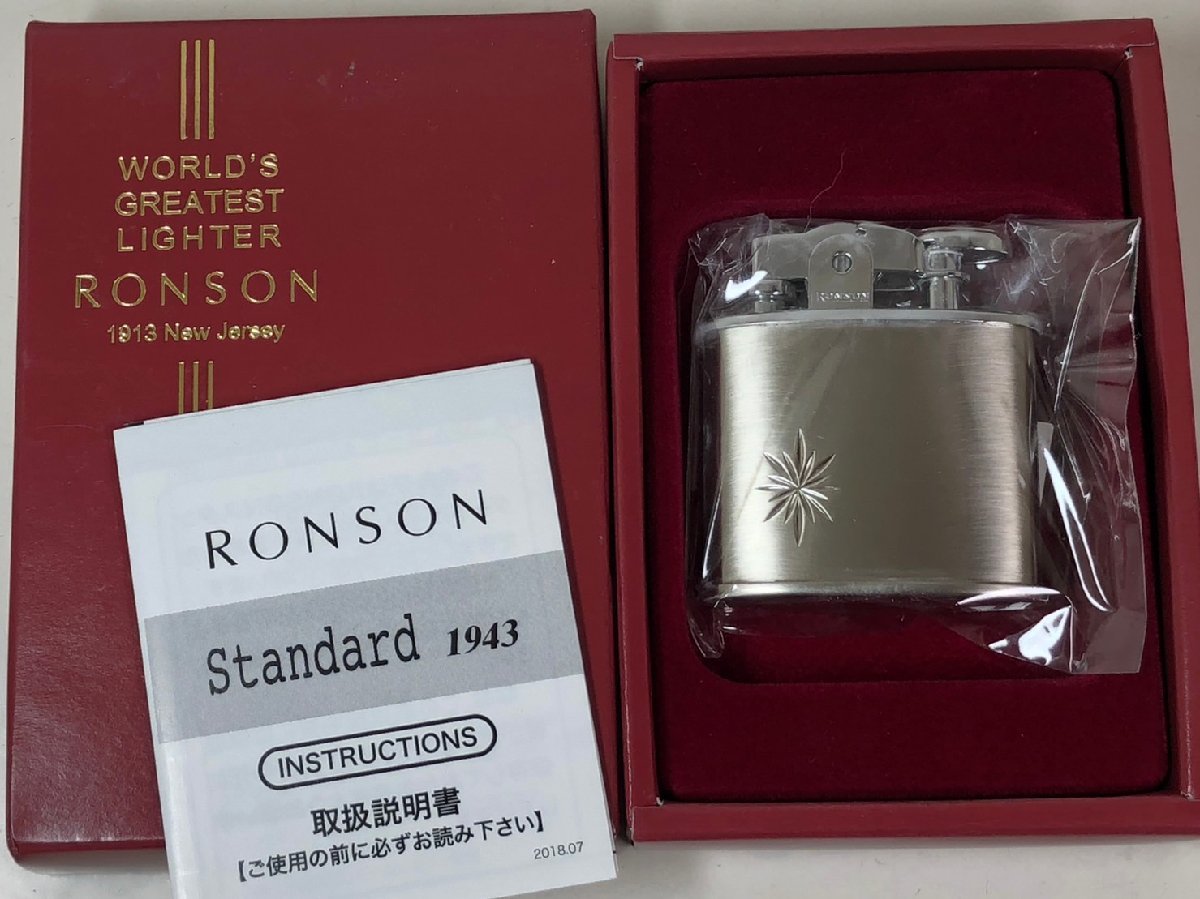 WORLD'S
GREATEST
LIGHTER
RONSON
1913 New Jersey
RONSON
Standard 1943
INSTRUCTIONS
取扱説明書
【ご使用の前に必ずお読み下さい】
2018.07
RONSON